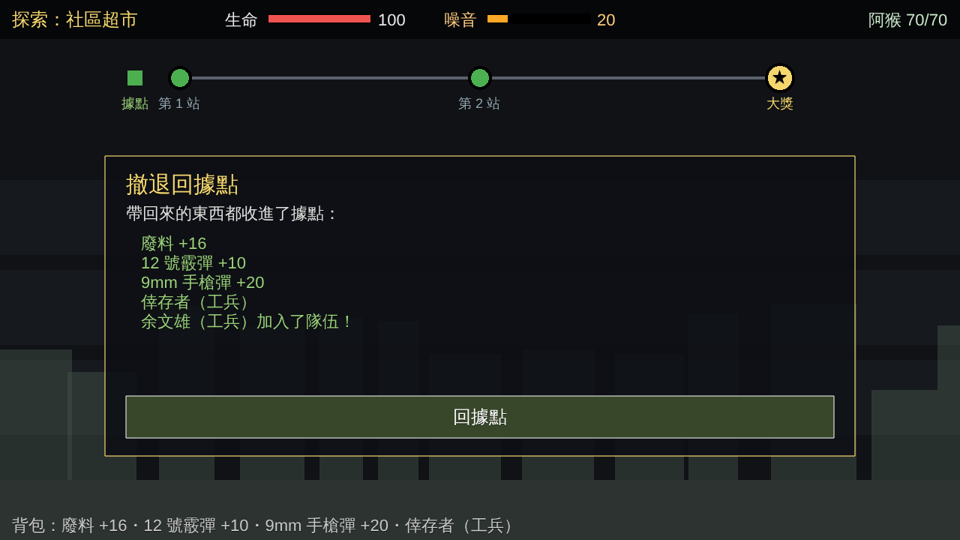 探索：社區超市 生命 100 噪音 20 阿猴 70/70
★
據點 第 1 站 第 2 站 大獎
撤退回據點
帶回來的東西都收進了據點：
廢料 +16
12 號霰彈 +10
9mm 手槍彈 +20
倖存者（工兵）
余文雄（工兵）加入了隊伍！
回據點
背包：廢料 +16・12 號霰彈 +10・9mm 手槍彈 +20・倖存者（工兵）